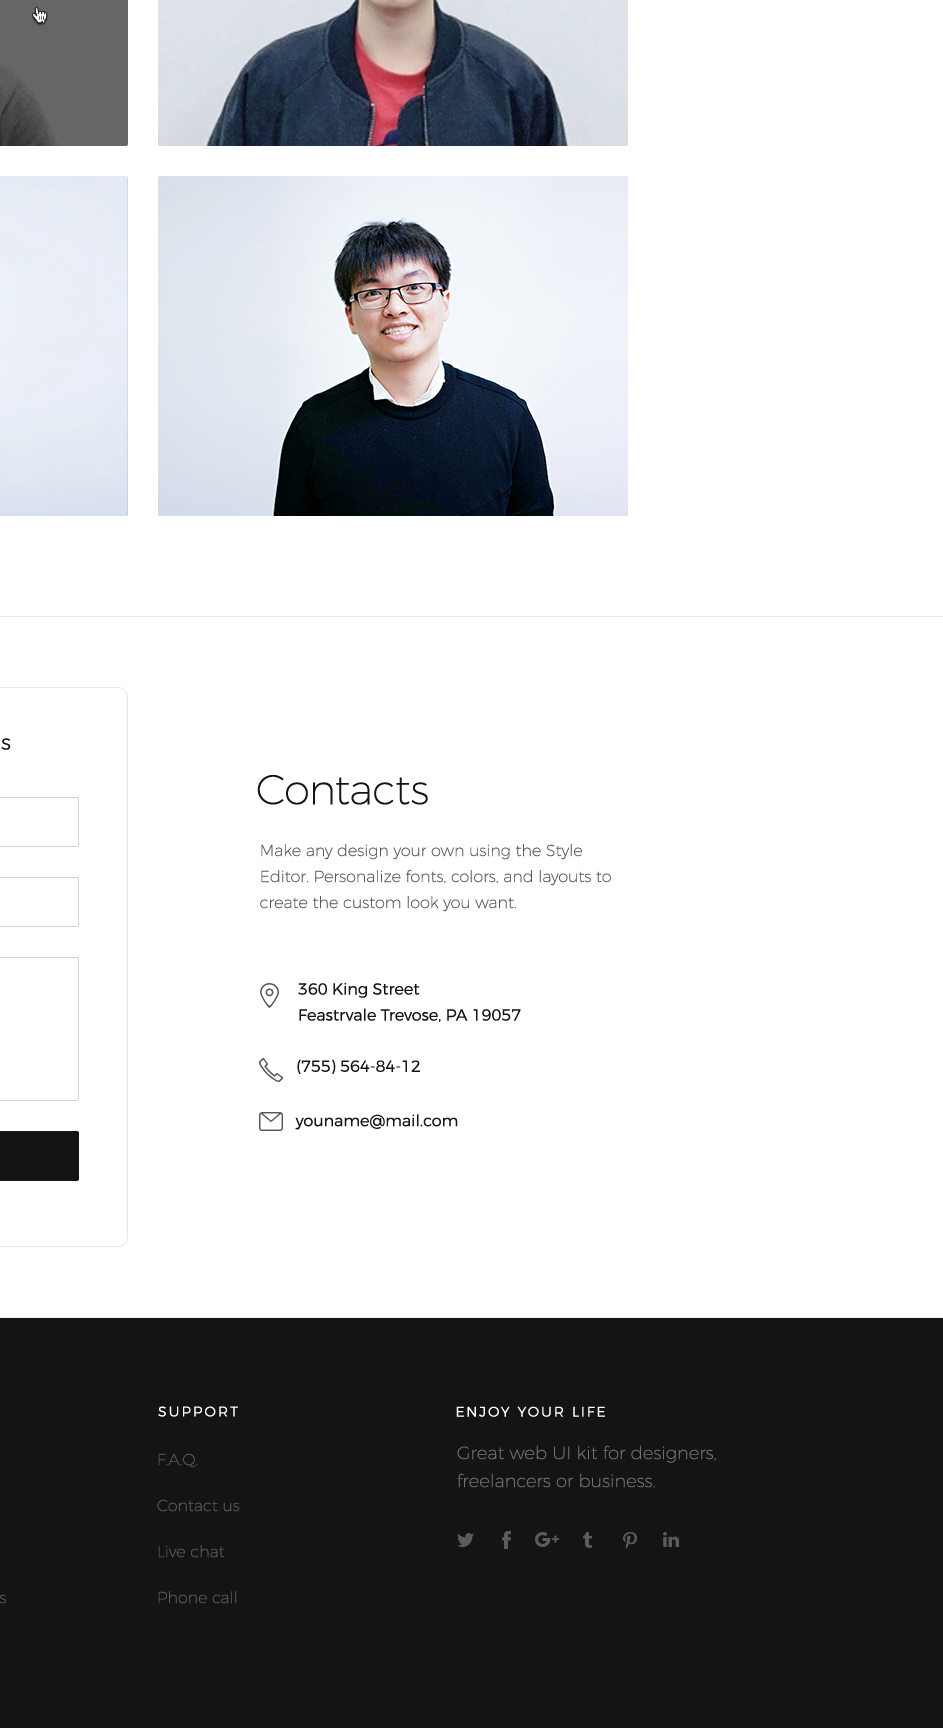 S
Contacts
Make any design your own using the Style
Editor. Personalize fonts, colors, and layouts to
create the custom look you want.
360 King Street
Feastrvale Trevose, PA 19057
(755) 564-84-12
youname@mail.com
SUPPORT
F.A.Q.
Contact us
Live chat
Phone call
s
ENJOY YOUR LIFE
Great web UI kit for designers,
freelancers or business.